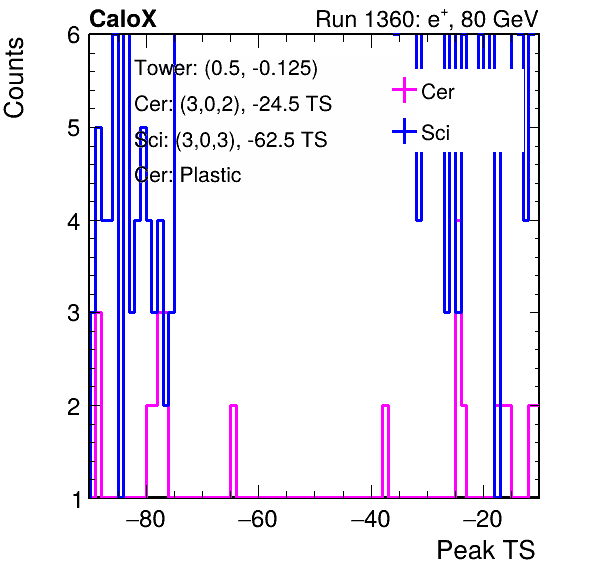 CaloX Run 1360: e⁺, 80 GeV
Counts
6
Tower: (0.5, -0.125)
Cer: (3,0,2), -24.5 TS
Cer
Sci: (3,0,3), -62.5 TS
Sci
5
Cer: Plastic
4
3
2
1
−80 −60 −40 −20
Peak TS